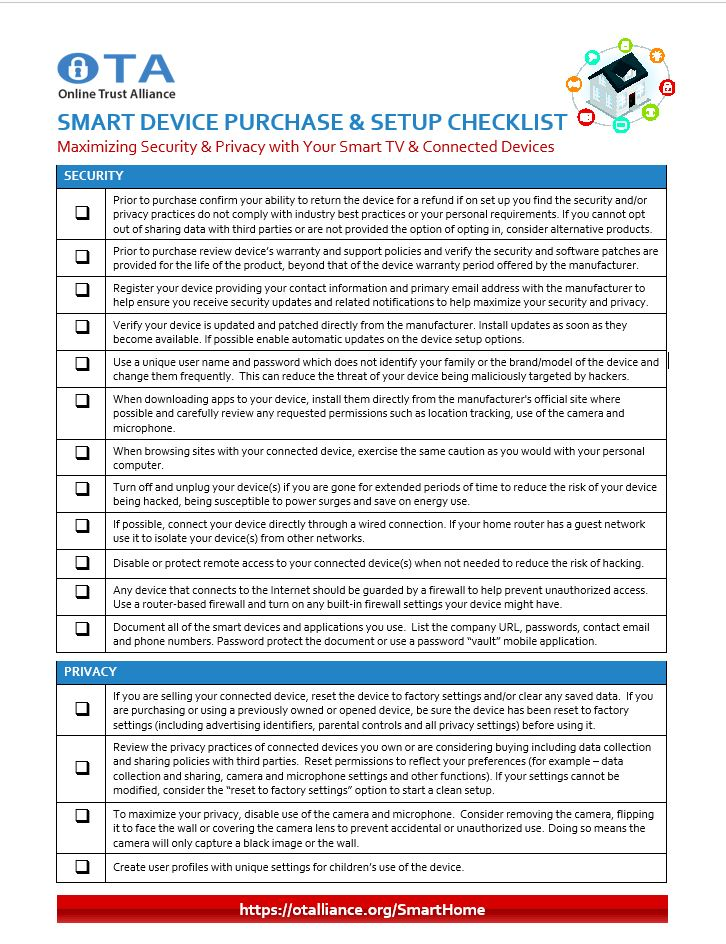 OTA
Online Trust Alliance
SMART DEVICE PURCHASE & SETUP CHECKLIST
Maximizing Security & Privacy with Your Smart TV & Connected Devices
SECURITY
Prior to purchase confirm your ability to return the device for a refund if on set up you find the security and/or
privacy practices do not comply with industry best practices or your personal requirements. If you cannot opt
out of sharing data with third parties or are not provided the option of opting in, consider alternative products.
Prior to purchase review device's warranty and support policies and verify the security and software patches are
provided for the life of the product, beyond that of the device warranty period offered by the manufacturer.
Register your device providing your contact information and primary email address with the manufacturer to
help ensure you receive security updates and related notifications to help maximize your security and privacy.
Verify your device is updated and patched directly from the manufacturer. Install updates as soon as they
become available. If possible enable automatic updates on the device setup options.
Use a unique user name and password which does not identify your family or the brand/model of the device and
change them frequently. This can reduce the threat of your device being maliciously targeted by hackers.
When downloading apps to your device, install them directly from the manufacturer's official site where
possible and carefully review any requested permissions such as location tracking, use of the camera and
microphone.
When browsing sites with your connected device, exercise the same caution as you would with your personal
computer.
Turn off and unplug your device(s) if you are gone for extended periods of time to reduce the risk of your device
being hacked, being susceptible to power surges and save on energy use.
If possible, connect your device directly through a wired connection. If your home router has a guest network
use it to isolate your device(s) from other networks.
Disable or protect remote access to your connected device(s) when not needed to reduce the risk of hacking.
Any device that connects to the Internet should be guarded by a firewall to help prevent unauthorized access.
Use a router-based firewall and turn on any built-in firewall settings your device might have.
Document all of the smart devices and applications you use. List the company URL, passwords, contact email
and phone numbers. Password protect the document or use a password “vault” mobile application.
PRIVACY
If you are selling your connected device, reset the device to factory settings and/or clear any saved data. If you
are purchasing or using a previously owned or opened device, be sure the device has been reset to factory
settings (including advertising identifiers, parental controls and all privacy settings) before using it.
Review the privacy practices of connected devices you own or are considering buying including data collection
and sharing policies with third parties. Reset permissions to reflect your preferences (for example – data
collection and sharing, camera and microphone settings and other functions). If your settings cannot be
modified, consider the “reset to factory settings” option to start a clean setup.
To maximize your privacy, disable use of the camera and microphone. Consider removing the camera, flipping
it to face the wall or covering the camera lens to prevent accidental or unauthorized use. Doing so means the
camera will only capture a black image or the wall.
Create user profiles with unique settings for children's use of the device.
https://otalliance.org/SmartHome